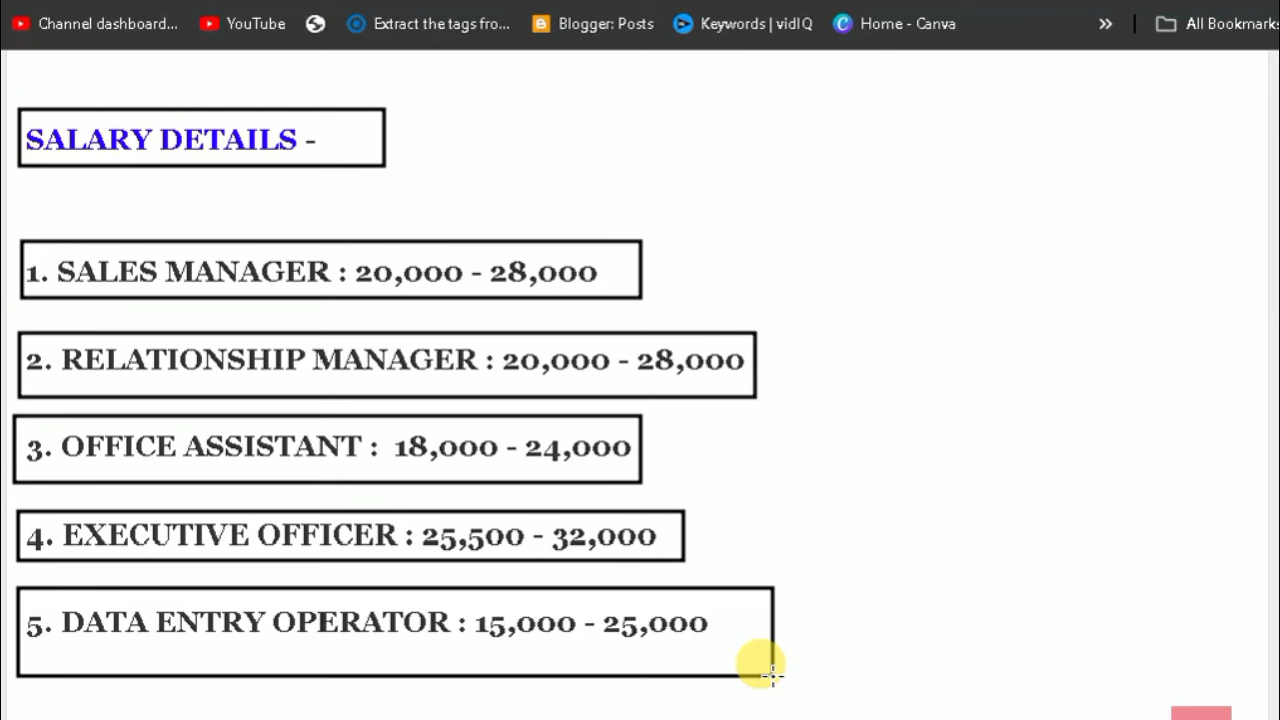 Channel dashboard... YouTube Extract the tags fro... Blogger: Posts Keywords | vidIQ Home - Canva » All Bookmark
SALARY DETAILS -
1. SALES MANAGER : 20,000 - 28,000
2. RELATIONSHIP MANAGER : 20,000 - 28,000
3. OFFICE ASSISTANT : 18,000 - 24,000
4. EXECUTIVE OFFICER : 25,500 - 32,000
5. DATA ENTRY OPERATOR : 15,000 - 25,000